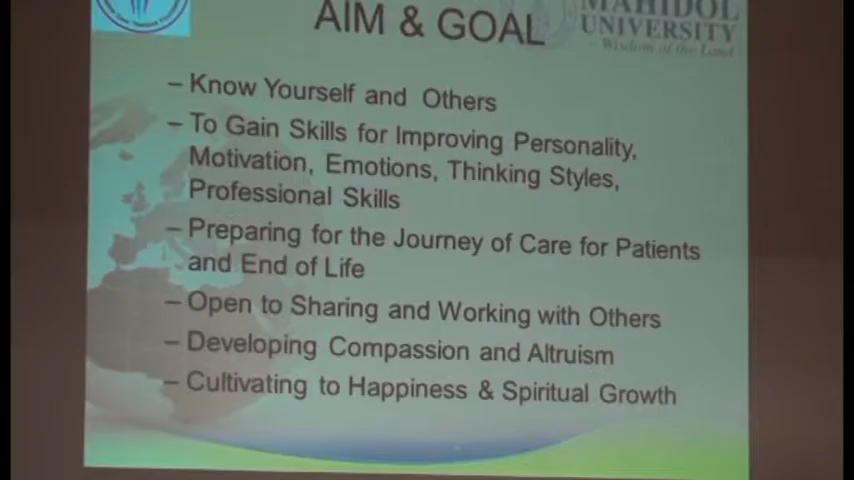 AIM & GOAL
MAHIDOL
UNIVERSITY
Wisdom of the Land
– Know Yourself and Others
– To Gain Skills for Improving Personality,
Motivation, Emotions, Thinking Styles,
Professional Skills
– Preparing for the Journey of Care for Patients
and End of Life
– Open to Sharing and Working with Others
– Developing Compassion and Altruism
– Cultivating to Happiness & Spiritual Growth